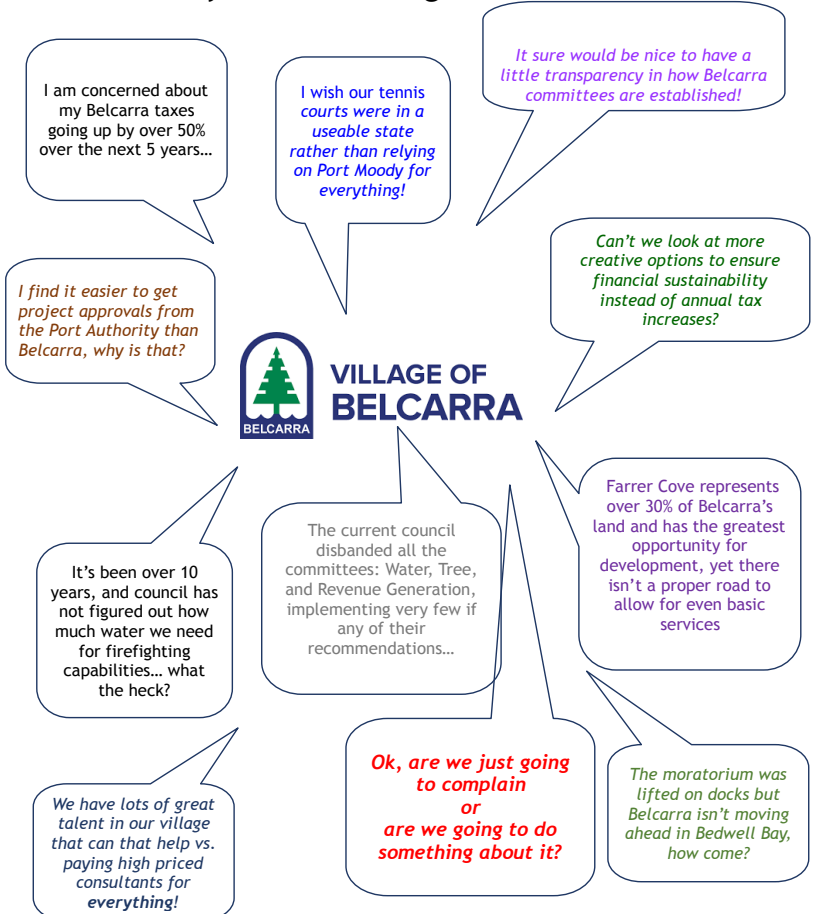 I am concerned about
my Belcarra taxes
going up by over 50%
over the next 5 years…
I wish our tennis
courts were in a
useable state
rather than relying
on Port Moody for
everything!
It sure would be nice to have a
little transparency in how Belcarra
committees are established!
I find it easier to get
project approvals from
the Port Authority than
Belcarra, why is that?
Can’t we look at more
creative options to ensure
financial sustainability
instead of annual tax
increases?
BELCARRA
VILLAGE OF
BELCARRA
It’s been over 10
years, and council has
not figured out how
much water we need
for firefighting
capabilities… what
the heck?
The current council
disbanded all the
committees: Water, Tree,
and Revenue Generation,
implementing very few if
any of their
recommendations…
Farrer Cove represents
over 30% of Belcarra’s
land and has the greatest
opportunity for
development, yet there
isn’t a proper road to
allow for even basic
services
We have lots of great
talent in our village
that can that help vs.
paying high priced
consultants for
everything!
Ok, are we just going
to complain
or
are we going to do
something about it?
The moratorium was
lifted on docks but
Belcarra isn’t moving
ahead in Bedwell Bay,
how come?